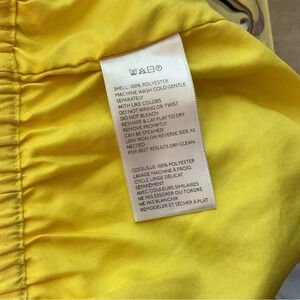 SHELL: 100% POLYESTER
MACHINE WASH COLD GENTLE
SEPARATELY
WITH LIKE COLORS
DO NOT WRING OR TWIST
DO NOT BLEACH
RESHAPE & LAY FLAT TO DRY
REMOVE PROMPTLY
CAN BE STEAMED
LOW IRON ON REVERSE SIDE AS
NEEDED
FOR BEST RESULTS DRY CLEAN
COQUILLE: 100% POLYESTER
LAVAGE MACHINE À FROID,
CYCLE LINGE DÉLICAT
SÉPARÉMENT
AVEC COULEURS SIMILAIRES
NE PAS ESSORER OU TORDRE
NE PAS BLANCHIR
REMODELER ET SÉCHER À PLAT